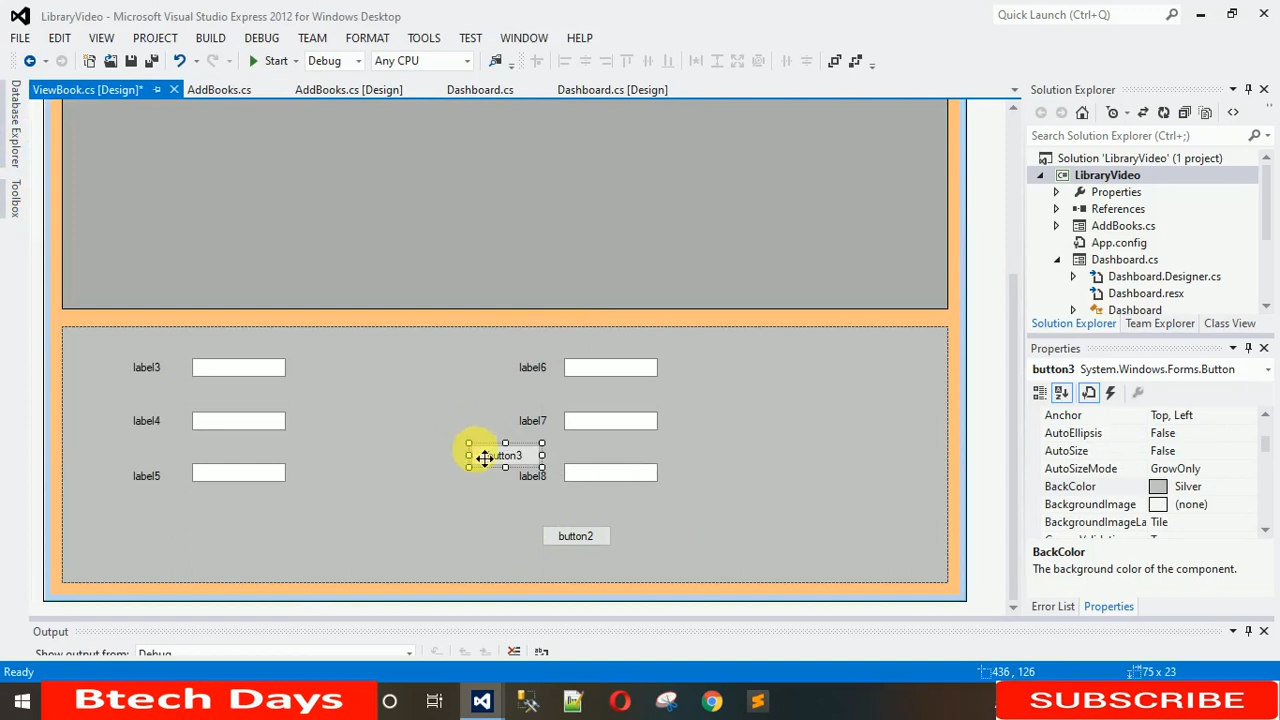 LibraryVideo - Microsoft Visual Studio Express 2012 for Windows Desktop
Quick Launch (Ctrl+Q)
FILE EDIT VIEW PROJECT BUILD DEBUG TEAM FORMAT TOOLS TEST WINDOW HELP
Start Debug Any CPU
ViewBook.cs [Design]* AddBooks.cs AddBooks.cs [Design] Dashboard.cs Dashboard.cs [Design]
Database Explorer
Toolbox
label3
label6
label4
label7
button3
label5
label8
button2
Solution Explorer
Search Solution Explorer (Ctrl+;)
Solution 'LibraryVideo' (1 project)
LibraryVideo
Properties
References
AddBooks.cs
App.config
Dashboard.cs
Dashboard.Designer.cs
Dashboard.resx
Dashboard
Solution Explorer Team Explorer Class View
Properties
button3 System.Windows.Forms.Button
Anchor Top, Left
AutoEllipsis False
AutoSize False
AutoSizeMode GrowOnly
BackColor Silver
BackgroundImage (none)
BackgroundImageLa Tile
BackColor
The background color of the component.
Error List Properties
Output
Show output from: Debug
Ready 436 , 126 75 x 23
Btech Days
SUBSCRIBE